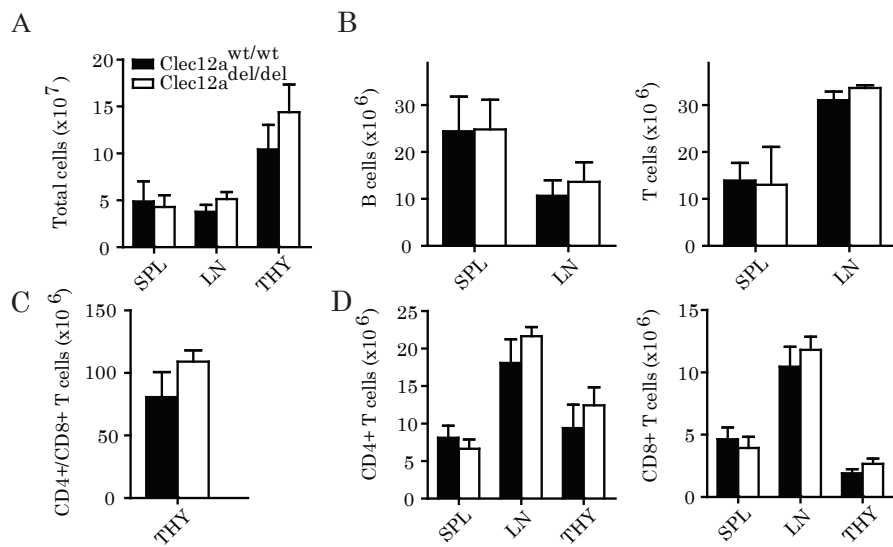 A
Total cells (x10^7)
20
15
10
5
0
Clec12a^wt/wt
Clec12a^del/del
SPL
LN
THY
B
B cells (x10^6)
30
20
10
0
SPL
LN
T cells (x10^6)
30
20
10
0
SPL
LN
C
CD4+/CD8+ T cells (x10^6)
150
100
50
0
THY
D
CD4+ T cells (x10^6)
25
20
15
10
5
0
SPL
LN
THY
CD8+ T cells (x10^6)
15
10
5
0
SPL
LN
THY